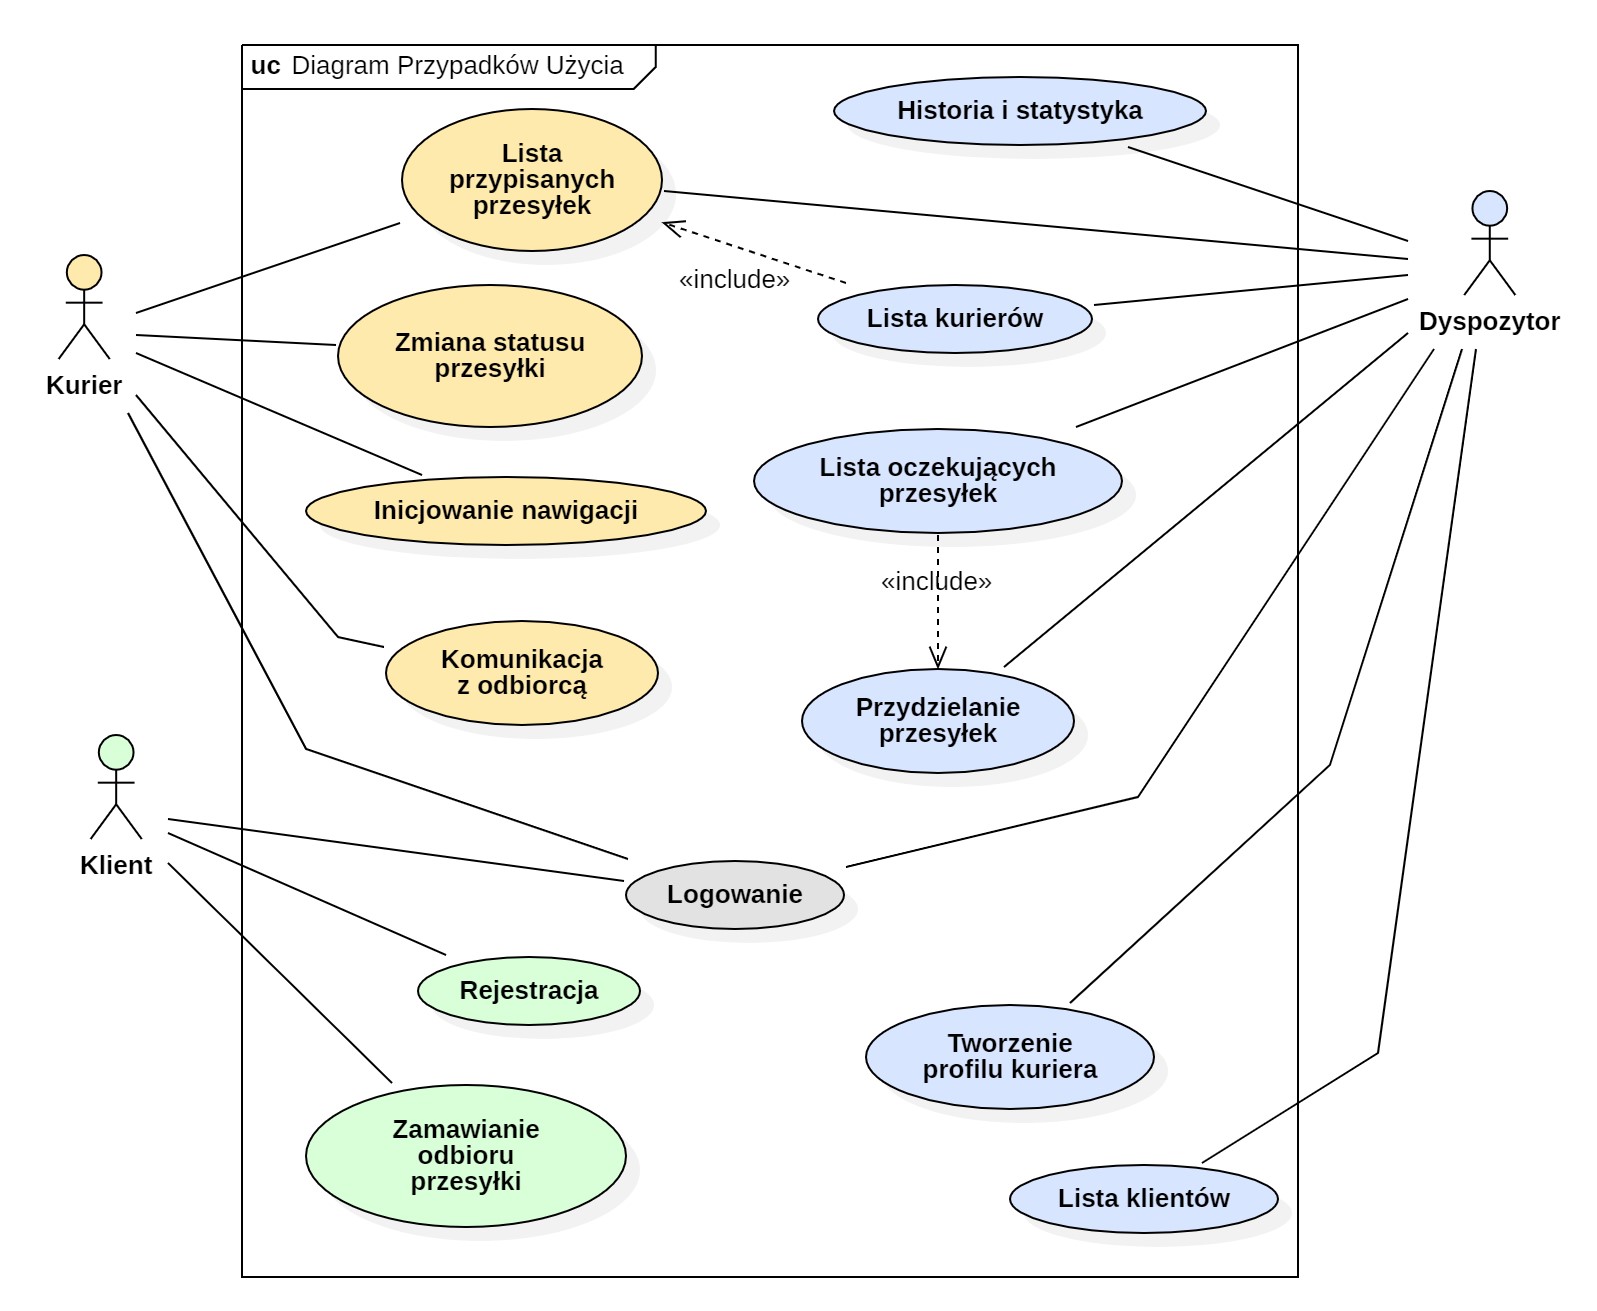 uc Diagram Przypadków Użycia
Historia i statystyka
Lista
przypisanych
przesyłek
«include»
Lista kurierów
Dyspozytor
Zmiana statusu
przesyłki
Kurier
Lista oczekujących
przesyłek
Inicjowanie nawigacji
«include»
Komunikacja
z odbiorcą
Przydzielanie
przesyłek
Klient
Logowanie
Rejestracja
Tworzenie
profilu kuriera
Zamawianie
odbioru
przesyłki
Lista klientów